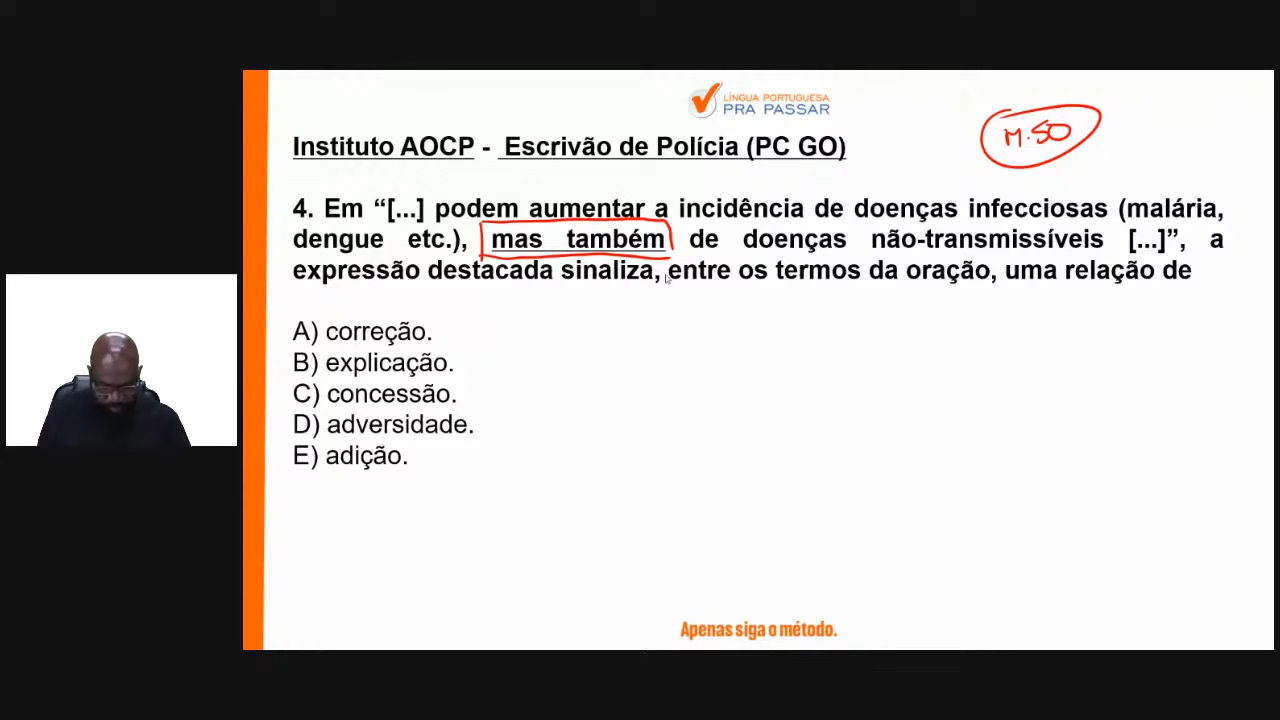 LÍNGUA PORTUGUESA
PRA PASSAR
Instituto AOCP - Escrivão de Polícia (PC GO)
M.50
4. Em “[...] podem aumentar a incidência de doenças infecciosas (malária,
dengue etc.), mas também de doenças não-transmissíveis [...]”, a
expressão destacada sinaliza, entre os termos da oração, uma relação de
A) correção.
B) explicação.
C) concessão.
D) adversidade.
E) adição.
Apenas siga o método.